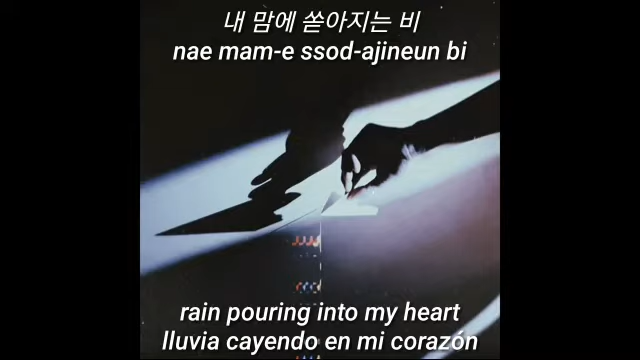 내 맘에 쏟아지는 비
nae mam-e ssod-ajineun bi
rain pouring into my heart
lluvia cayendo en mi corazón